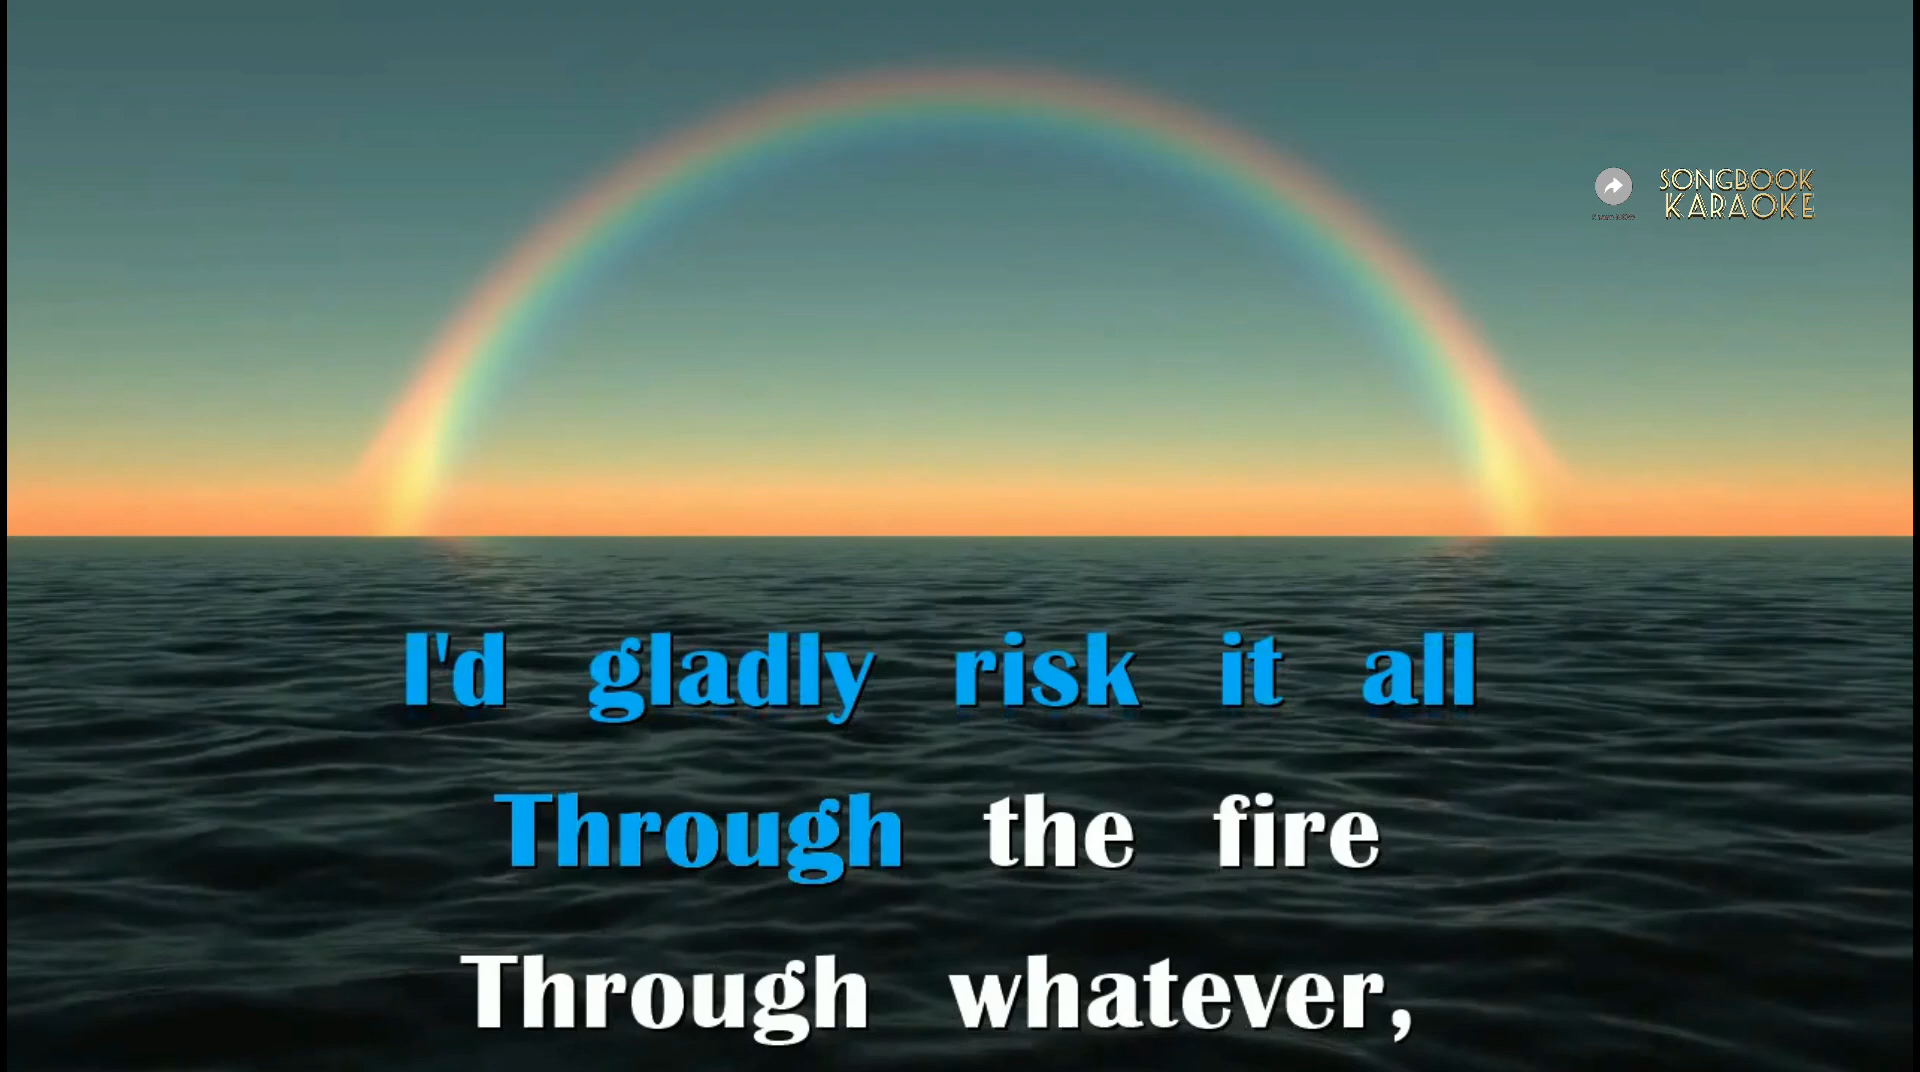 SONGBOOK
KARAOKE
I'd gladly risk it all
Through the fire
Through whatever,